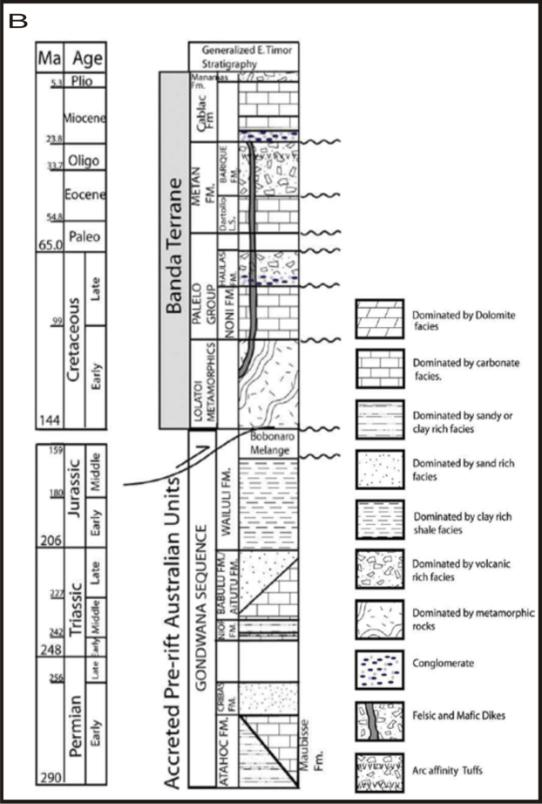 B
Ma
Age
Generalized E. Timor
Stratigraphy
5.3
Plio
Miocene
23.8
Oligo
33.7
Eocene
54.8
Paleo
65.0
Cretaceous
Late
99
Early
144
159
Jurassic
Middle
180
Early
206
Triassic
Late
227
Middle
242
Early
248
Permian
Late
256
Early
290
Banda Terrane
Manamas
Fm.
Cablac
Fm
METAN
FM.
BARIQUE
FM.
Dartollo
L.S.
PALELO
GROUP
HAULASI
FM.
NONI FM.
LOLATOI
METAMORPHICS
Bobonaro
Melange
Accreted Pre-rift Australian Units
GONDWANA SEQUENCE
WAILULI FM.
BABULU FM./
AITUTU FM.
NIOF
FM.
CRIBAS
FM.
ATAHOC FM.
Maubisse
Fm.
Dominated by Dolomite
facies
Dominated by carbonate
facies.
Dominated by sandy or
clay rich facies
Dominated by sand rich
facies
Dominated by clay rich
shale facies
Dominated by volcanic
rich facies
Dominated by metamorphic
rocks
Conglomerate
Felsic and Mafic Dikes
Arc affinity Tuffs